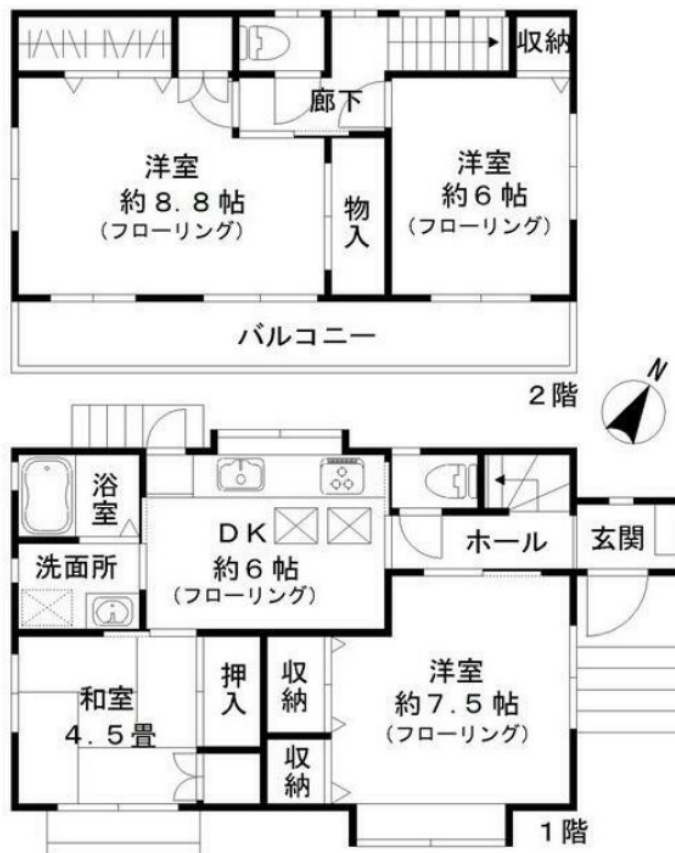 収納
廊下
洋室
約8.8帖
(フローリング)
物入
洋室
約6帖
(フローリング)
バルコニー
2階
N
浴室
洗面所
DK
約6帖
(フローリング)
ホール
玄関
和室
4.5畳
押入
収納
収納
洋室
約7.5帖
(フローリング)
1階